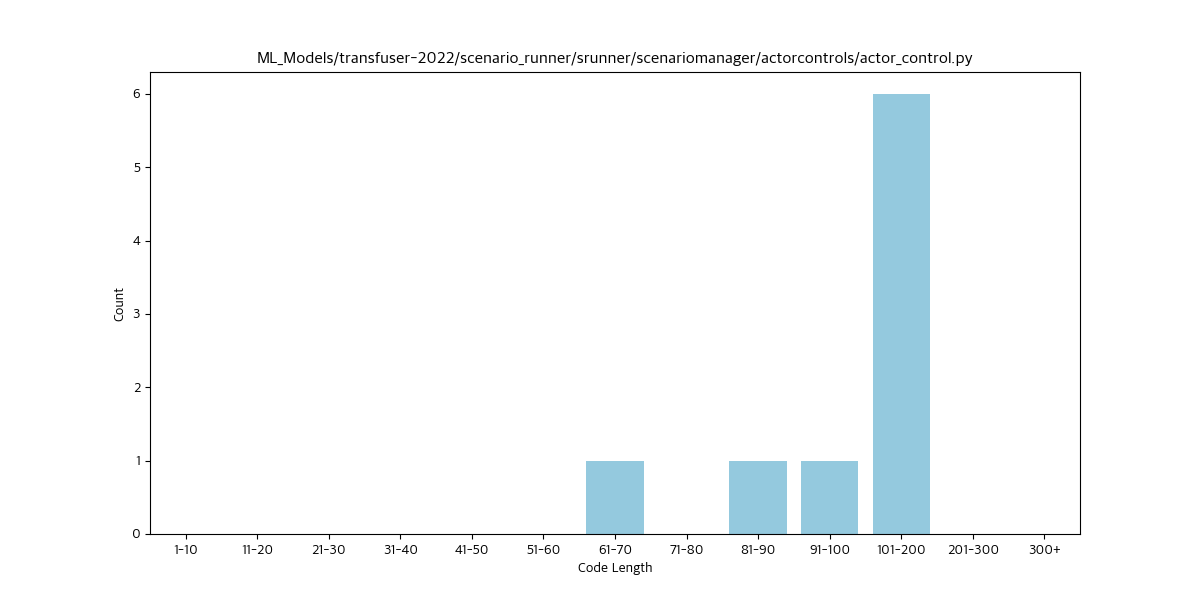 ML_Models/transfuser-2022/scenario_runner/srunner/scenariomanager/actorcontrols/actor_control.py
6
5
4
3
2
1
0
Count
1-10 11-20 21-30 31-40 41-50 51-60 61-70 71-80 81-90 91-100 101-200 201-300 300+
Code Length